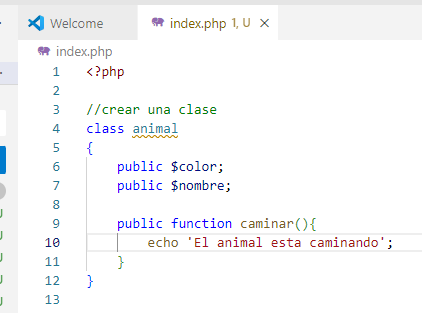 Welcome
index.php 1, U
index.php
1 <?php
2
3 //crear una clase
4 class animal
5 {
6 public $color;
7 public $nombre;
8
9 public function caminar(){
10 echo 'El animal esta caminando';
11 }
12 }
13